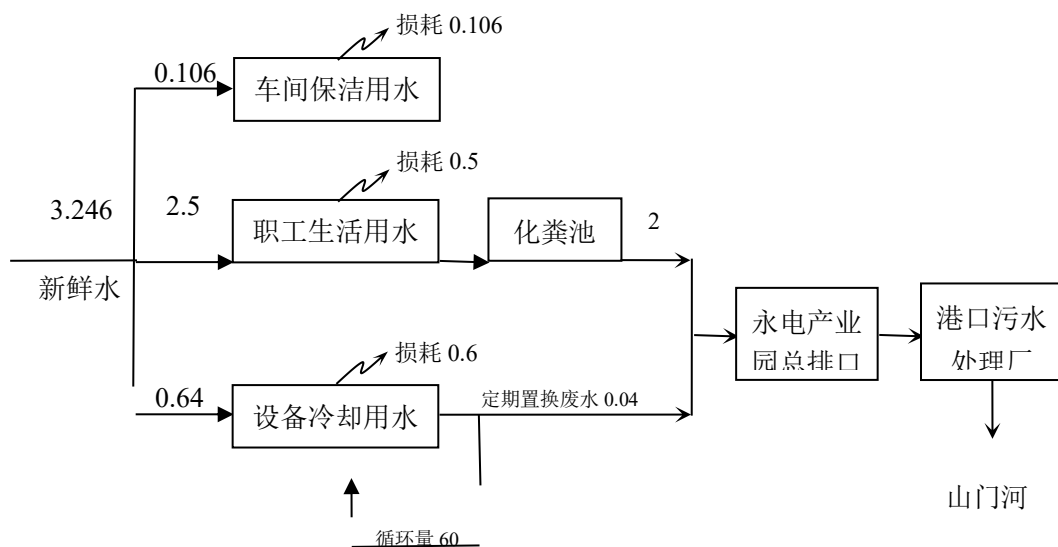 损耗 0.106
0.106
车间保洁用水
损耗 0.5
3.246
2.5
职工生活用水
化粪池
2
新鲜水
永电产业
园总排口
港口污水
处理厂
损耗 0.6
0.64
设备冷却用水
定期置换废水 0.04
山门河
循环量 60